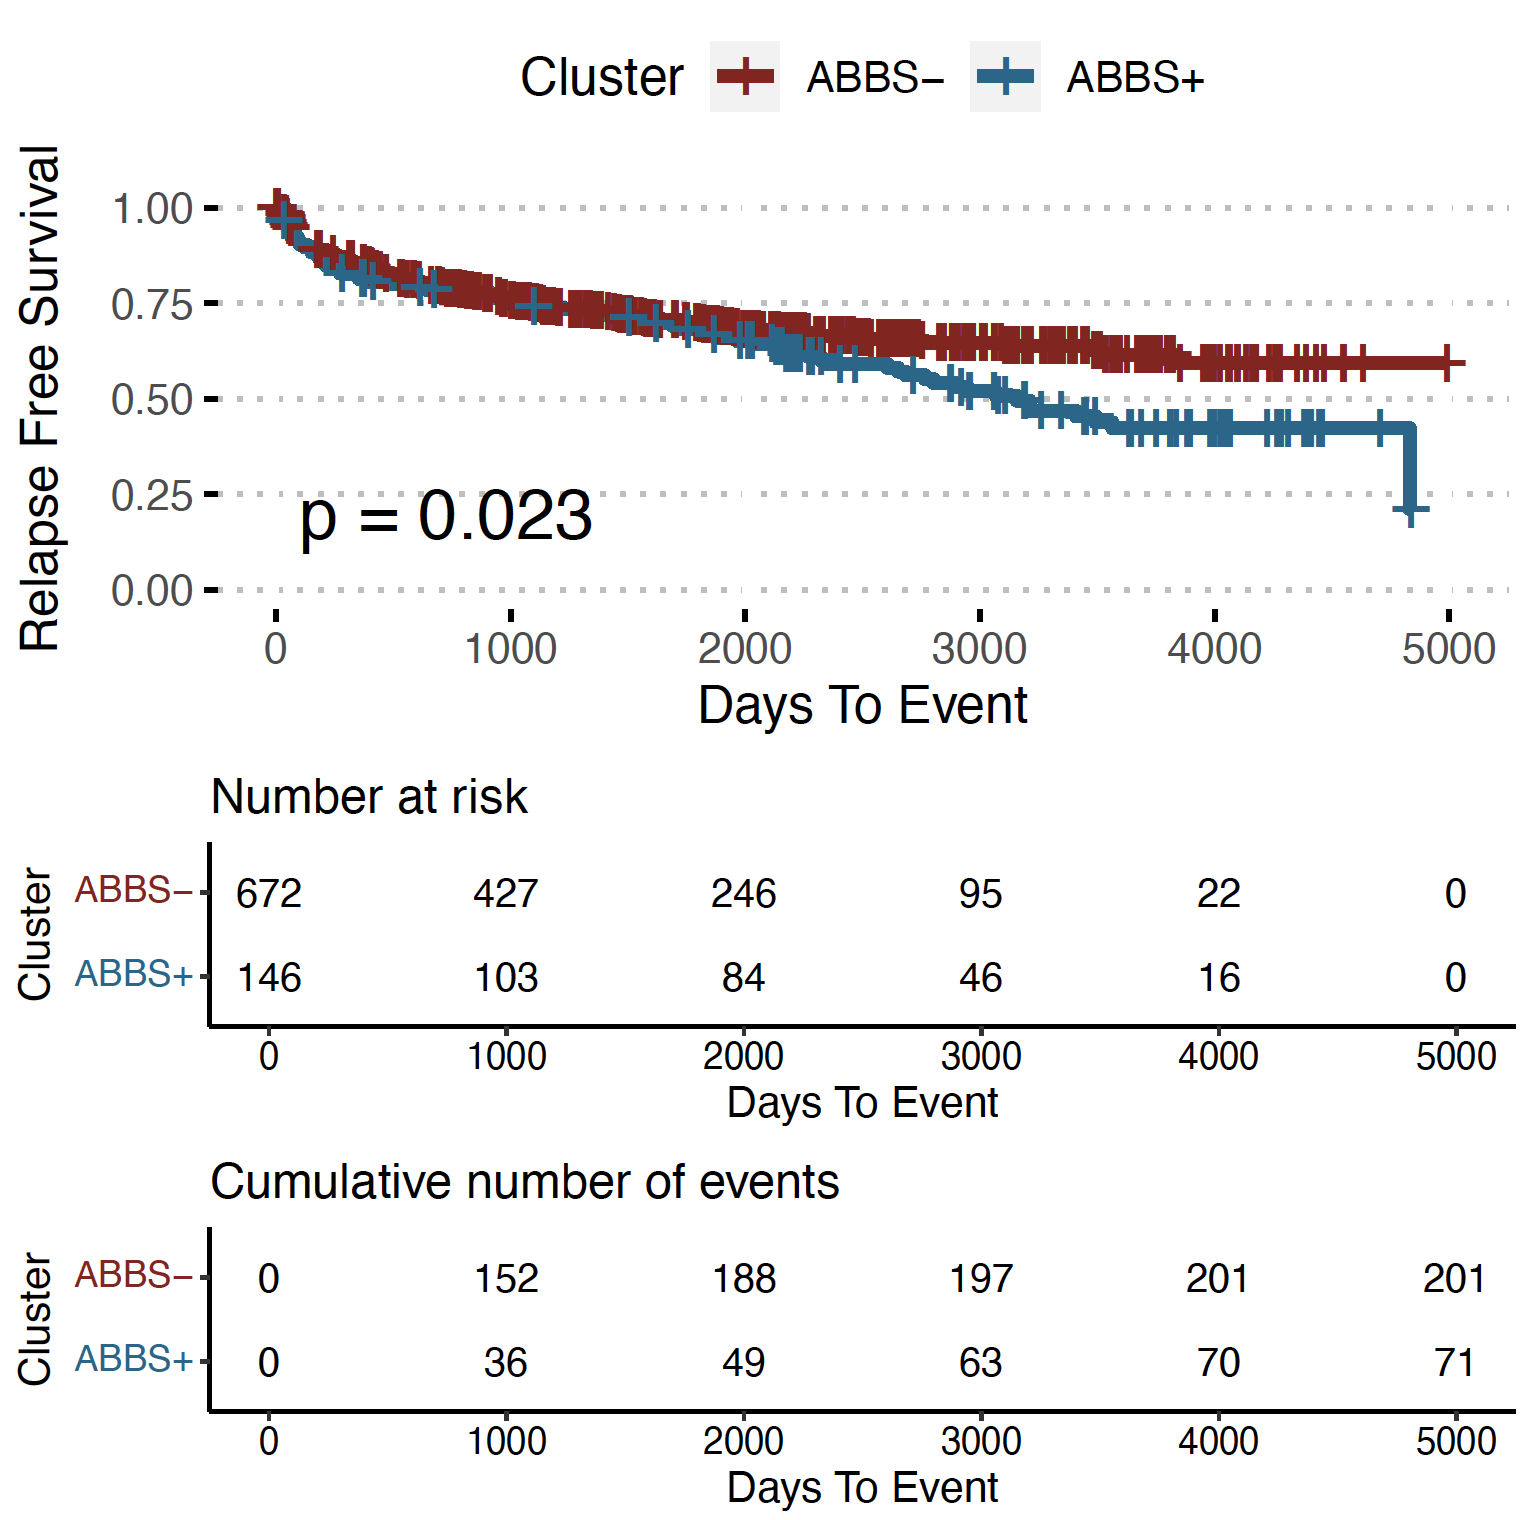 Cluster ABBS− ABBS+
Relapse Free Survival
1.00
0.75
0.50
0.25
0.00
p = 0.023
0 1000 2000 3000 4000 5000
Days To Event
Number at risk
Cluster
ABBS− 672 427 246 95 22 0
ABBS+ 146 103 84 46 16 0
0 1000 2000 3000 4000 5000
Days To Event
Cumulative number of events
Cluster
ABBS− 0 152 188 197 201 201
ABBS+ 0 36 49 63 70 71
0 1000 2000 3000 4000 5000
Days To Event